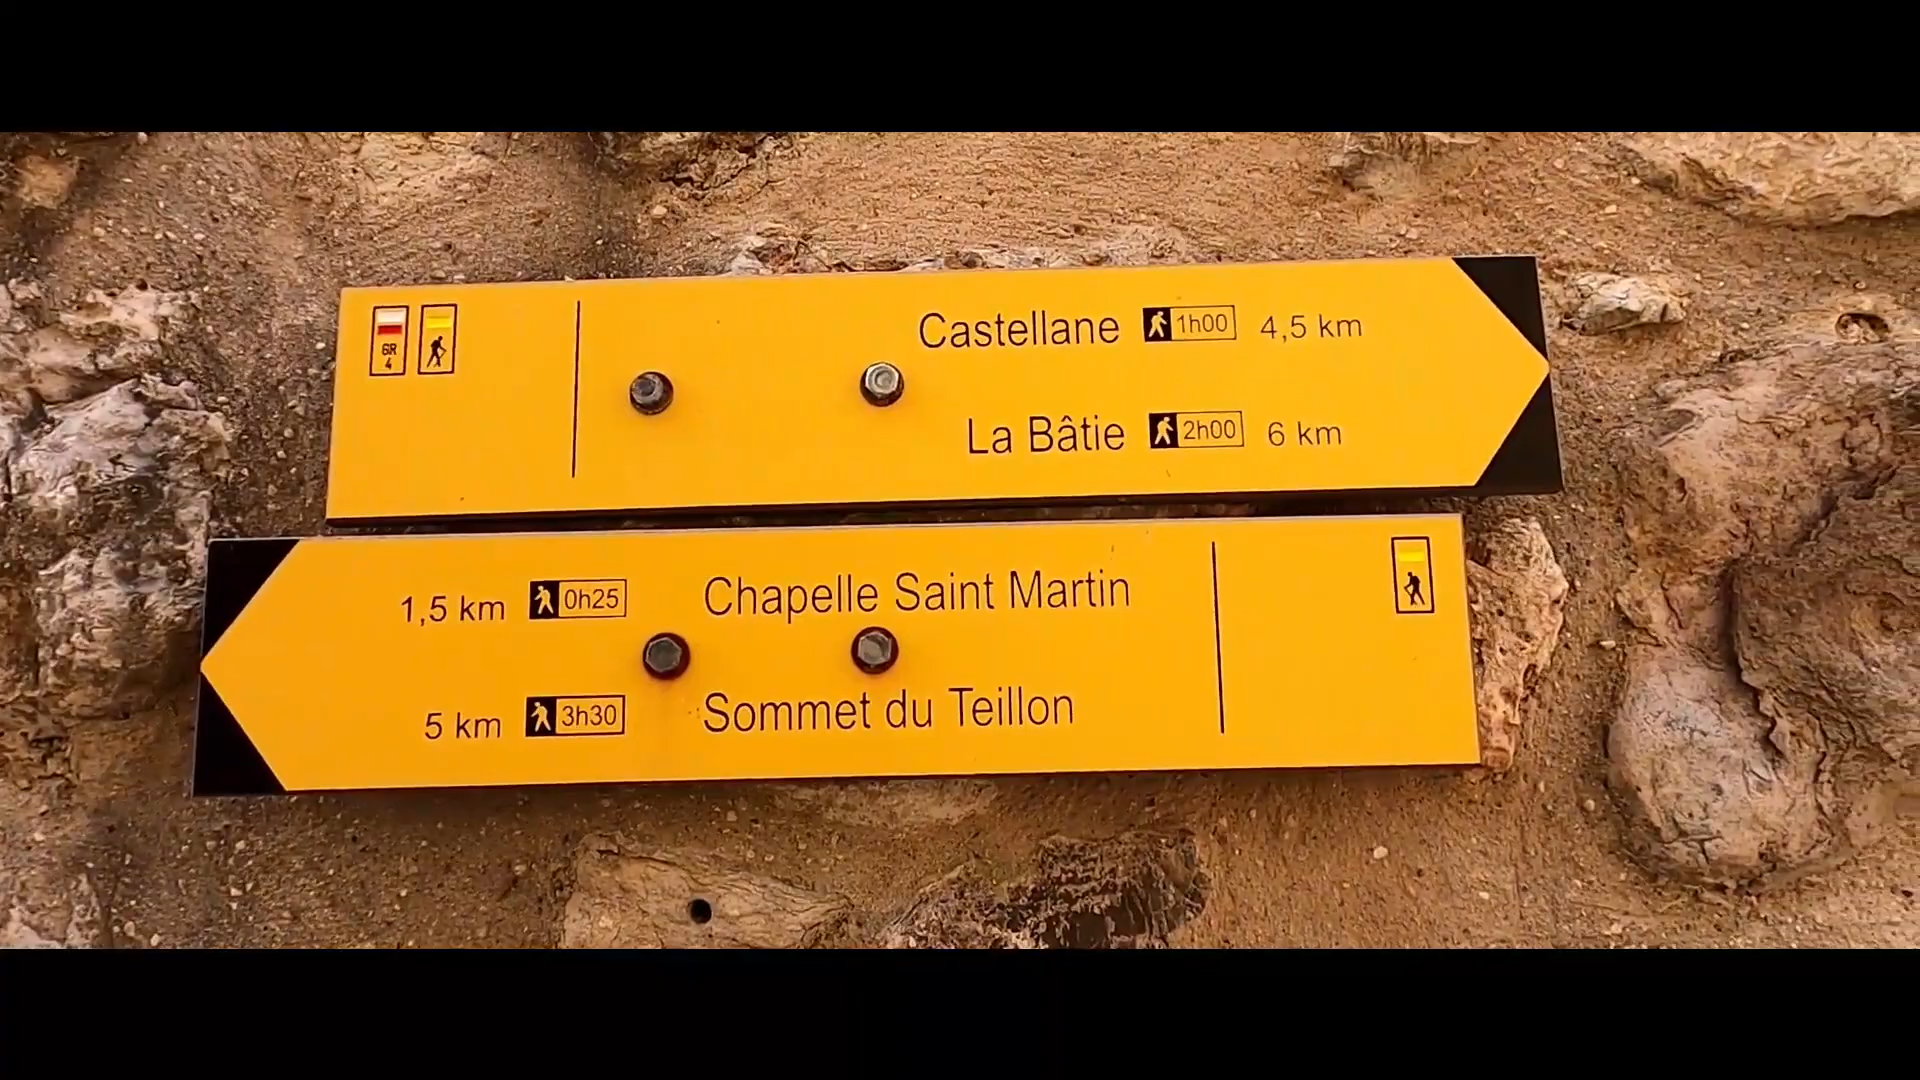 GR
4
Castellane 1h00 4,5 km
La Bâtie 2h00 6 km
1,5 km 0h25 Chapelle Saint Martin
5 km 3h30 Sommet du Teillon